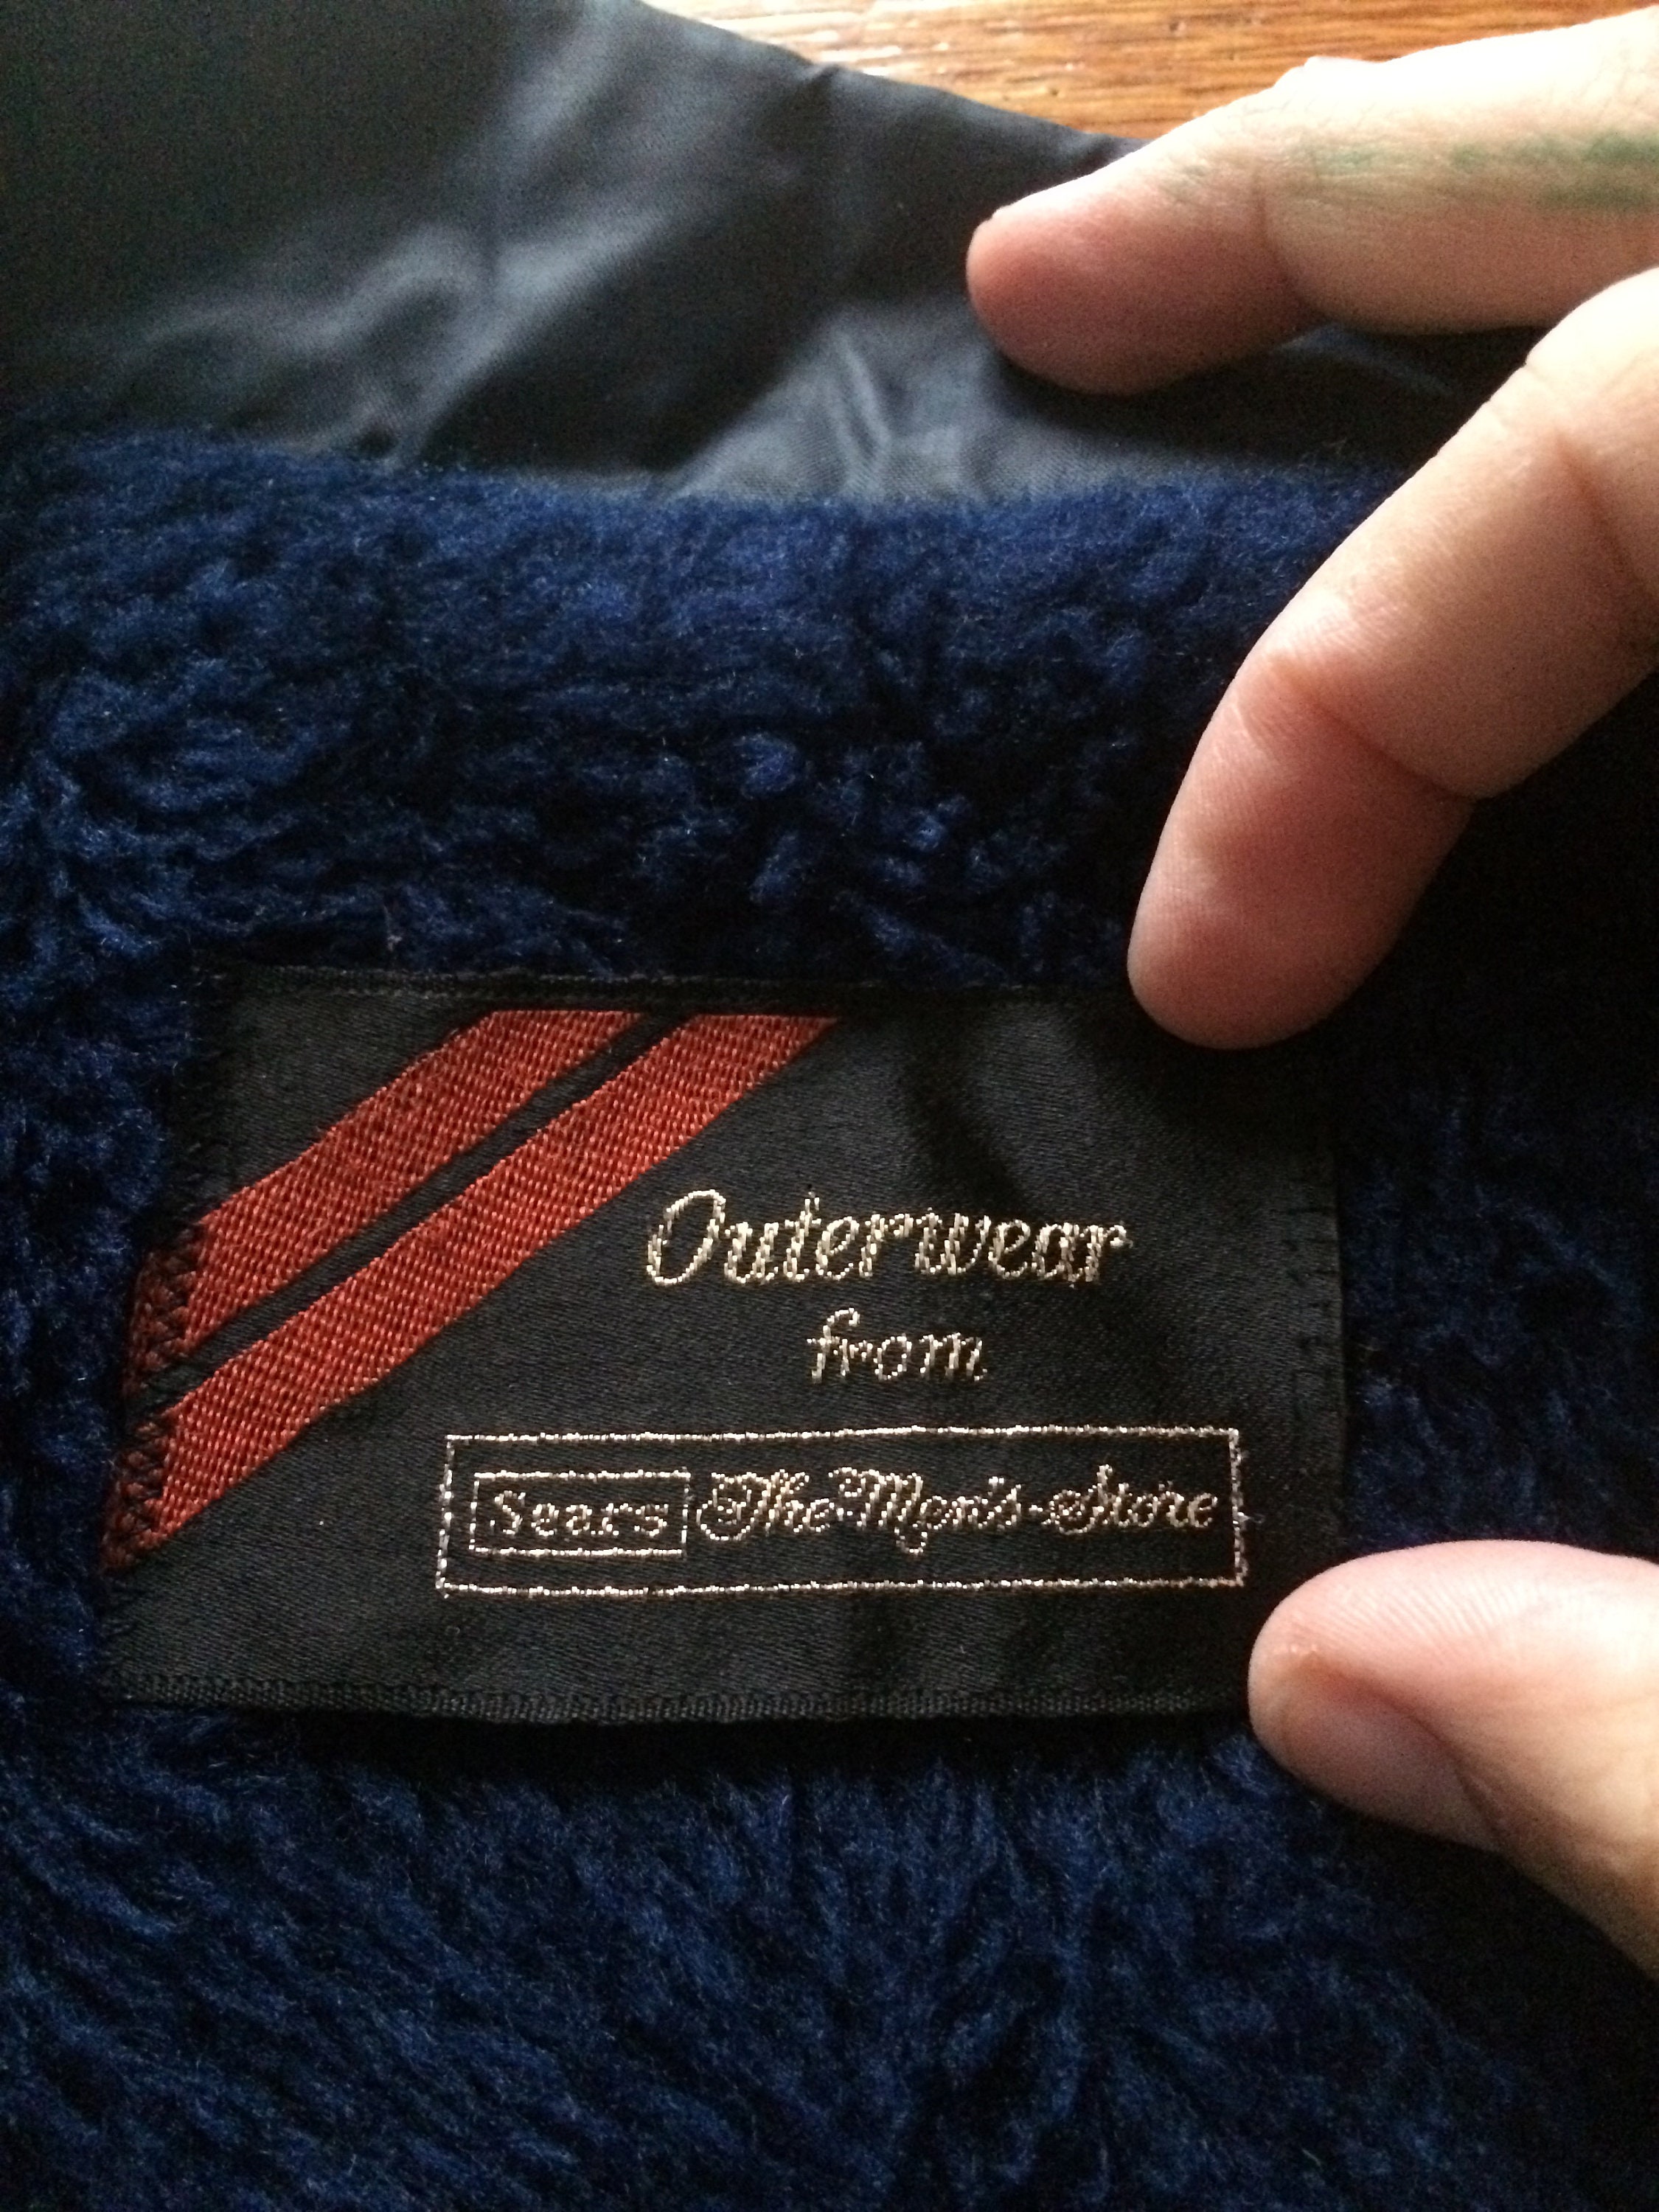 Outerwear
from
Sears The Men's Store